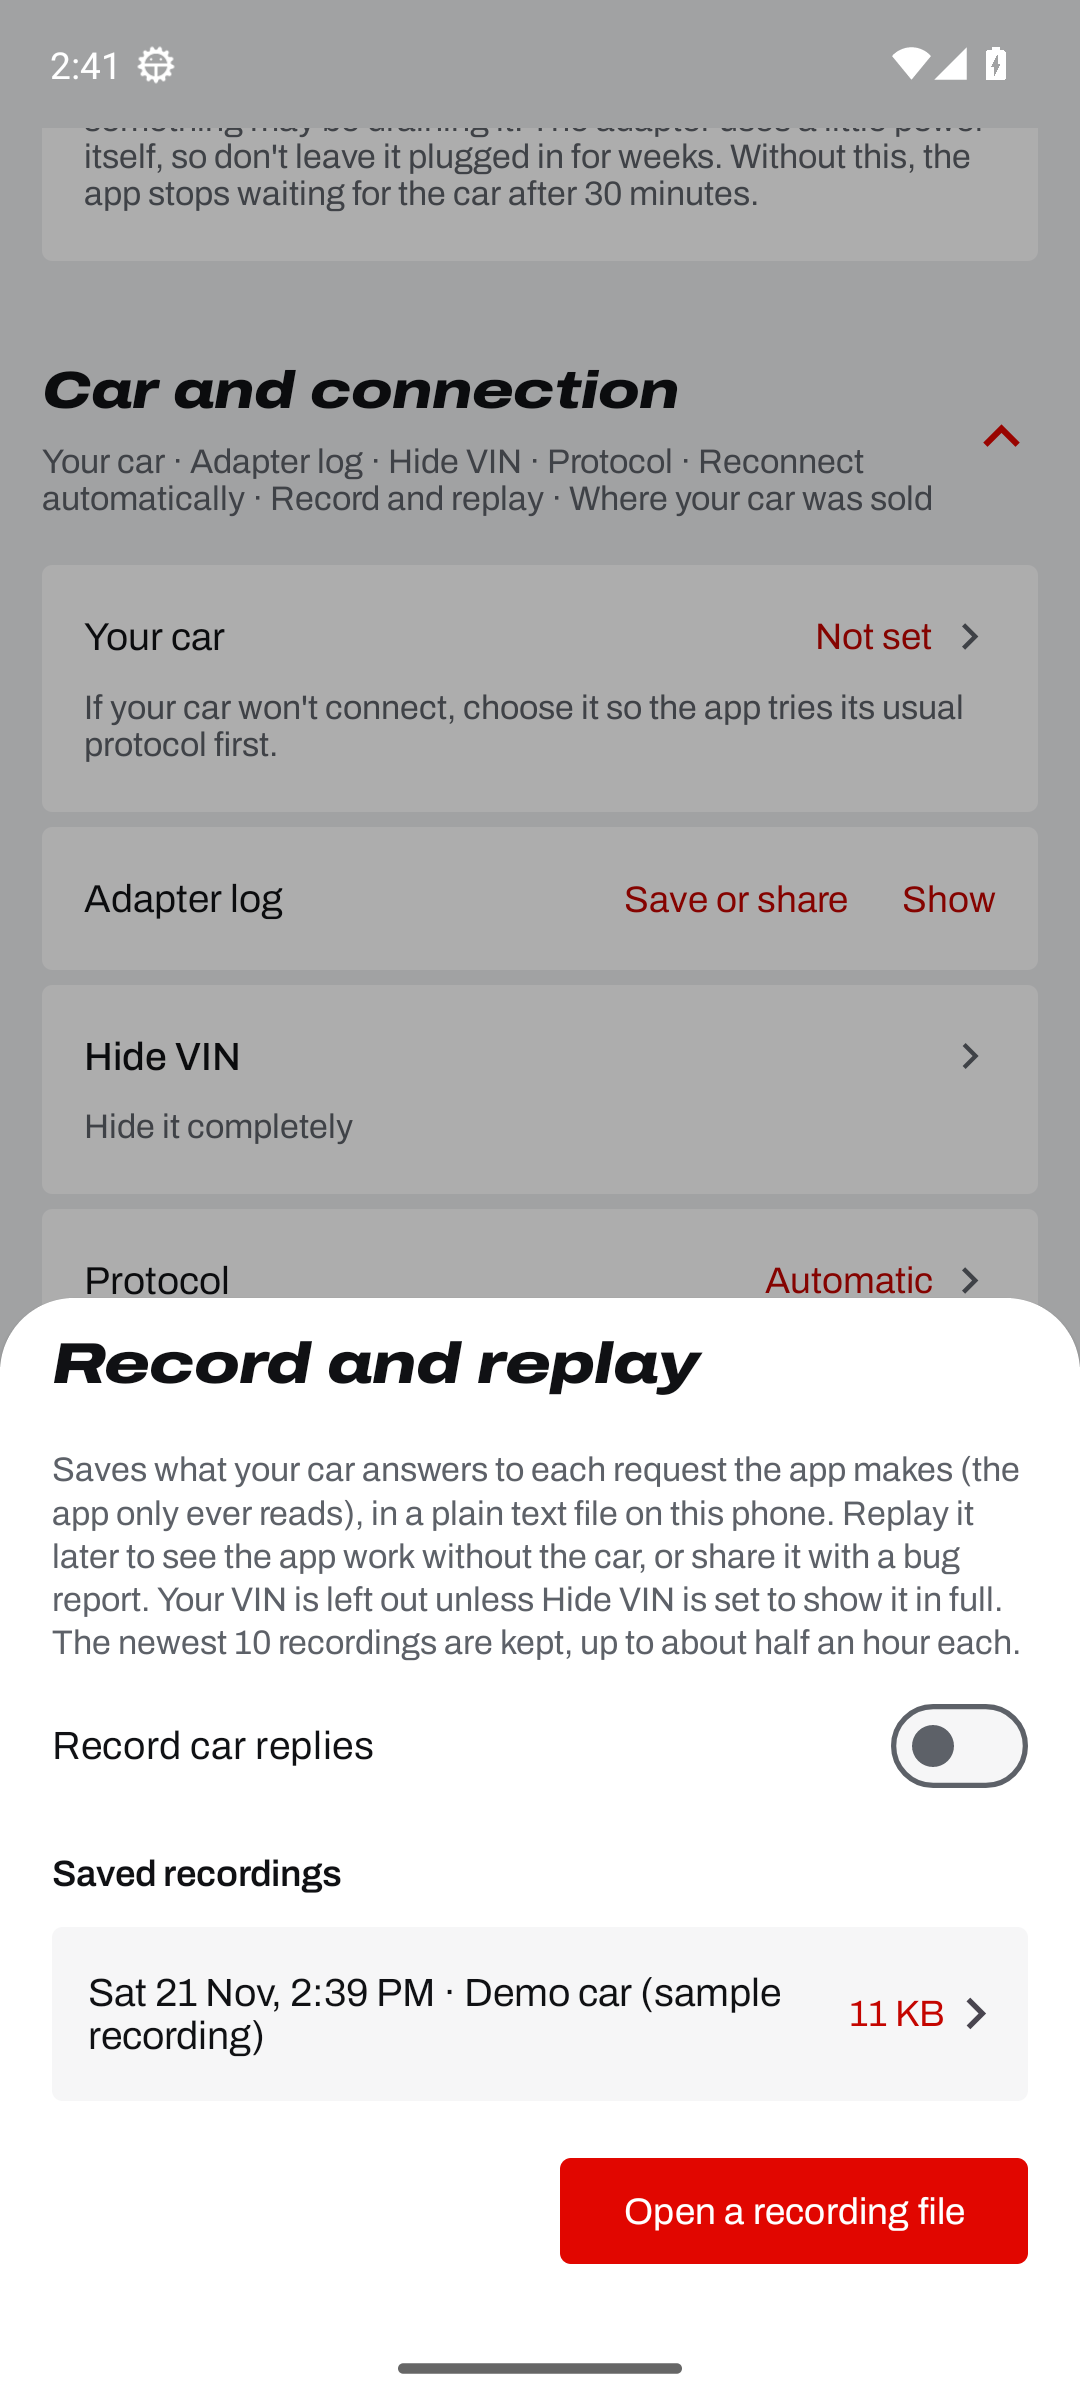 2:41
itself, so don't leave it plugged in for weeks. Without this, the
app stops waiting for the car after 30 minutes.
Car and connection
Your car · Adapter log · Hide VIN · Protocol · Reconnect
automatically · Record and replay · Where your car was sold
Your car
Not set
If your car won't connect, choose it so the app tries its usual
protocol first.
Adapter log
Save or share
Show
Hide VIN
Hide it completely
Protocol
Automatic
Record and replay
Saves what your car answers to each request the app makes (the
app only ever reads), in a plain text file on this phone. Replay it
later to see the app work without the car, or share it with a bug
report. Your VIN is left out unless Hide VIN is set to show it in full.
The newest 10 recordings are kept, up to about half an hour each.
Record car replies
Saved recordings
Sat 21 Nov, 2:39 PM · Demo car (sample
recording)
11 KB
Open a recording file